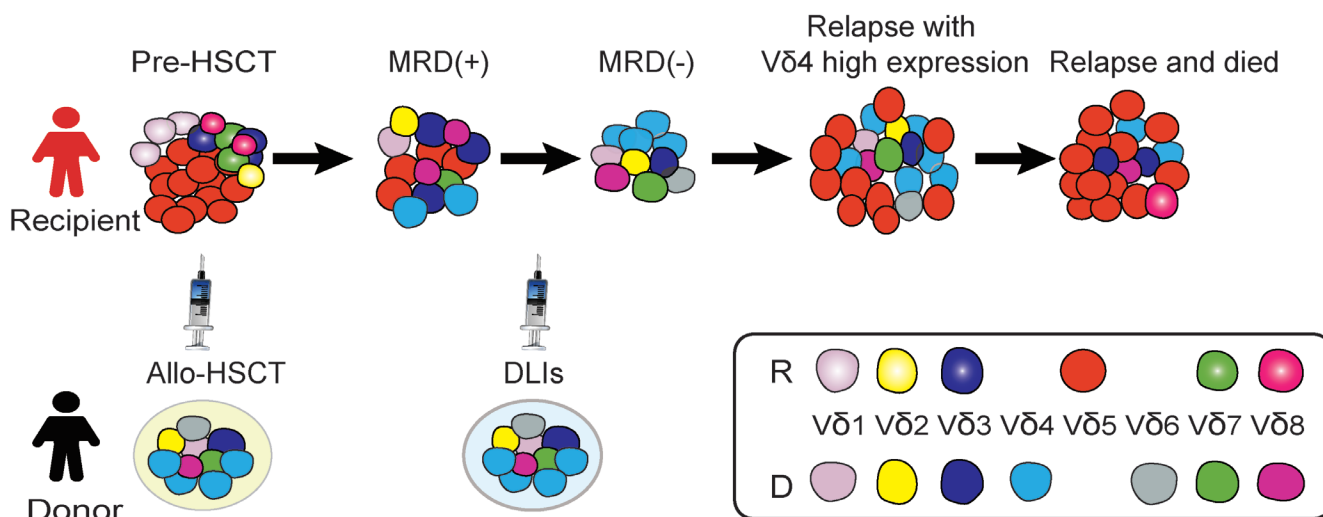 Relapse with
Pre-HSCT MRD(+) MRD(-) Vδ4 high expression Relapse and died
Recipient
Allo-HSCT DLIs
R
Vδ1 Vδ2 Vδ3 Vδ4 Vδ5 Vδ6 Vδ7 Vδ8
D
Donor